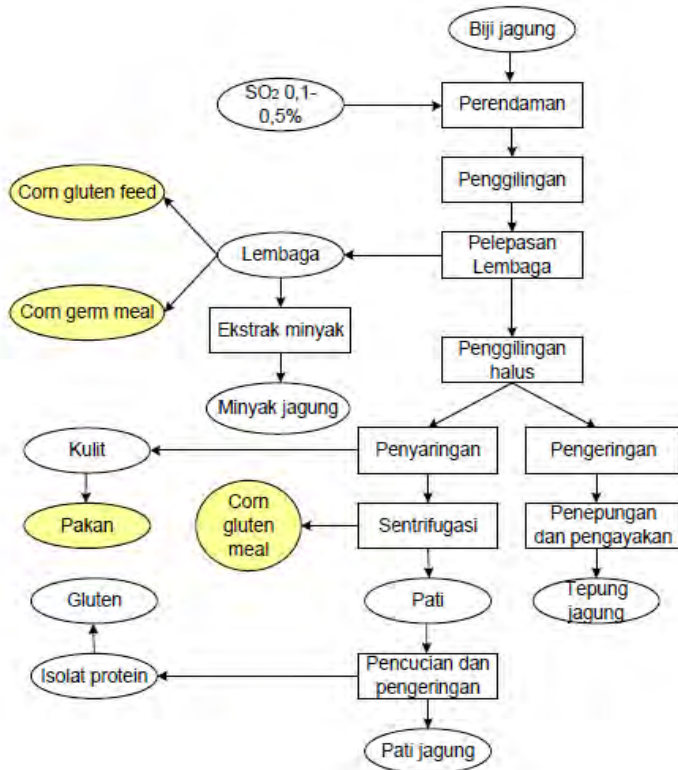 Biji jagung
SO₂ 0,1-
0,5%
Perendaman
Penggilingan
Corn gluten feed
Lembaga
Pelepasan
Lembaga
Corn germ meal
Ekstrak minyak
Penggilingan
halus
Minyak jagung
Kulit
Penyaringan
Pengeringan
Pakan
Corn
gluten
meal
Sentrifugasi
Penepungan
dan pengayakan
Gluten
Pati
Tepung
jagung
Isolat protein
Pencucian dan
pengeringan
Pati jagung